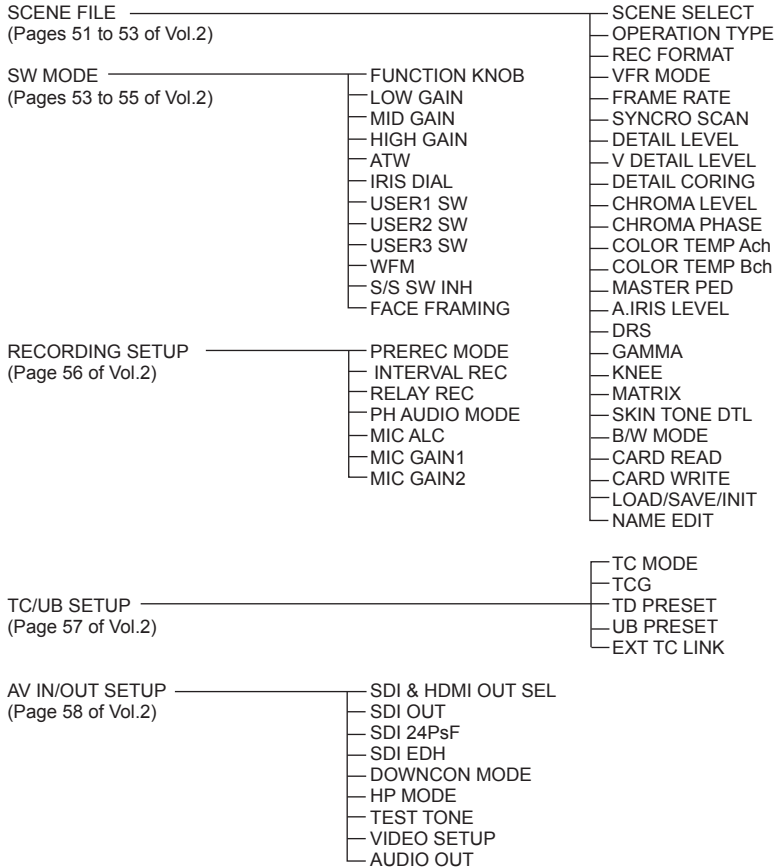 SCENE FILE
(Pages 51 to 53 of Vol.2)
SCENE SELECT
OPERATION TYPE
REC FORMAT
VFR MODE
FRAME RATE
SYNCRO SCAN
DETAIL LEVEL
V DETAIL LEVEL
DETAIL CORING
CHROMA LEVEL
CHROMA PHASE
COLOR TEMP Ach
COLOR TEMP Bch
MASTER PED
A.IRIS LEVEL
DRS
GAMMA
KNEE
MATRIX
SKIN TONE DTL
B/W MODE
CARD READ
CARD WRITE
LOAD/SAVE/INIT
NAME EDIT
SW MODE
(Pages 53 to 55 of Vol.2)
FUNCTION KNOB
LOW GAIN
MID GAIN
HIGH GAIN
ATW
IRIS DIAL
USER1 SW
USER2 SW
USER3 SW
WFM
S/S SW INH
FACE FRAMING
RECORDING SETUP
(Page 56 of Vol.2)
PREREC MODE
INTERVAL REC
RELAY REC
PH AUDIO MODE
MIC ALC
MIC GAIN1
MIC GAIN2
TC/UB SETUP
(Page 57 of Vol.2)
TC MODE
TCG
TD PRESET
UB PRESET
EXT TC LINK
AV IN/OUT SETUP
(Page 58 of Vol.2)
SDI & HDMI OUT SEL
SDI OUT
SDI 24PsF
SDI EDH
DOWNCON MODE
HP MODE
TEST TONE
VIDEO SETUP
AUDIO OUT